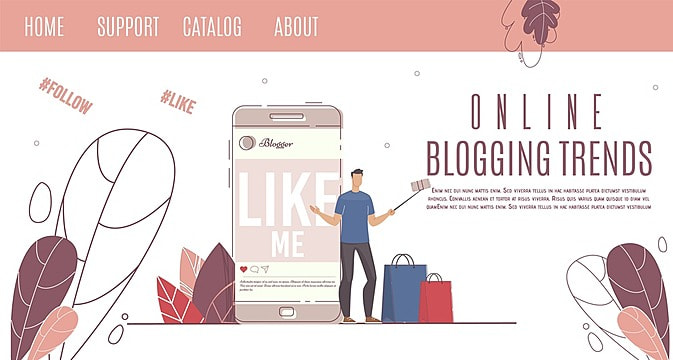 HOME SUPPORT CATALOG ABOUT
#FOLLOW
#LIKE
ONLINE
BLOGGING TRENDS
Enim nec dui nunc mattis enim. Sed viverra tellus in hac habitasse platea dictumst vestibulum
rhoncus. Convallis aenean et tortor at risus viverra. Risus quis varius quam quisque id diam vel
quamEnim nec dui nunc mattis enim. Sed viverra tellus in hac habitasse platea dictumst vestibulum
Blogger
LIKE
ME